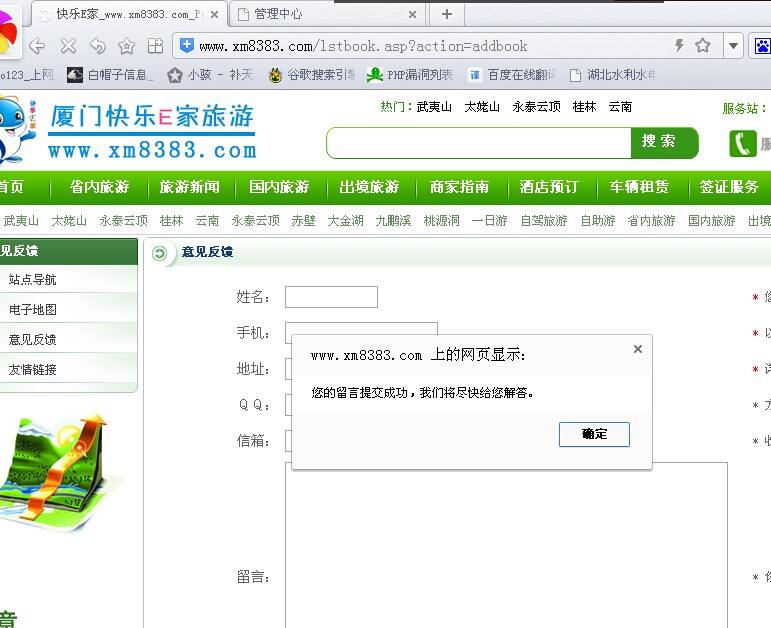 快乐E家_www.xm8383.com_P
管理中心
www.xm8383.com/lstbook.asp?action=addbook
o123_上网
白帽子信息_
小骇 - 补天
谷歌搜索引擎
PHP漏洞列表
百度在线翻译
湖北水利水电
厦门快乐E家旅游
www.xm8383.com
热门：武夷山 太姥山 永泰云顶 桂林 云南
服务站：
搜 索
首页 省内旅游 旅游新闻 国内旅游 出境旅游 商家指南 酒店预订 车辆租赁 签证服务
武夷山 太姥山 永泰云顶 桂林 云南 永泰云顶 赤壁 大金湖 九鹏溪 桃源洞 一日游 自驾旅游 自助旅游 省内旅游 国内旅游 出境
见反馈
意见反馈
站点导航
电子地图
意见反馈
友情链接
姓名：
* 您
手机：
* 以
地址：
* 详
Q Q：
* 方
信箱：
* 收
www.xm8383.com 上的网页显示:
您的留言提交成功，我们将尽快给您解答。
确定
留言：
*